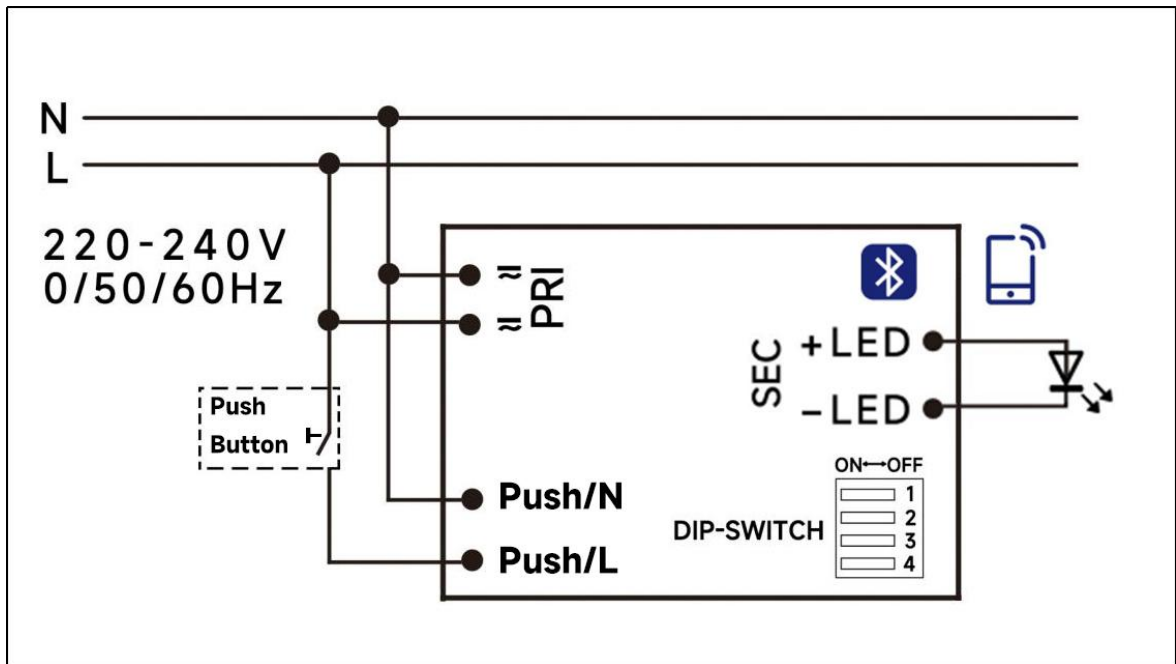 N
L
220-240V
0/50/60Hz
PRI
SEC
+LED
-LED
Push
Button
ON↔OFF
1
2
3
4
DIP-SWITCH
Push/N
Push/L